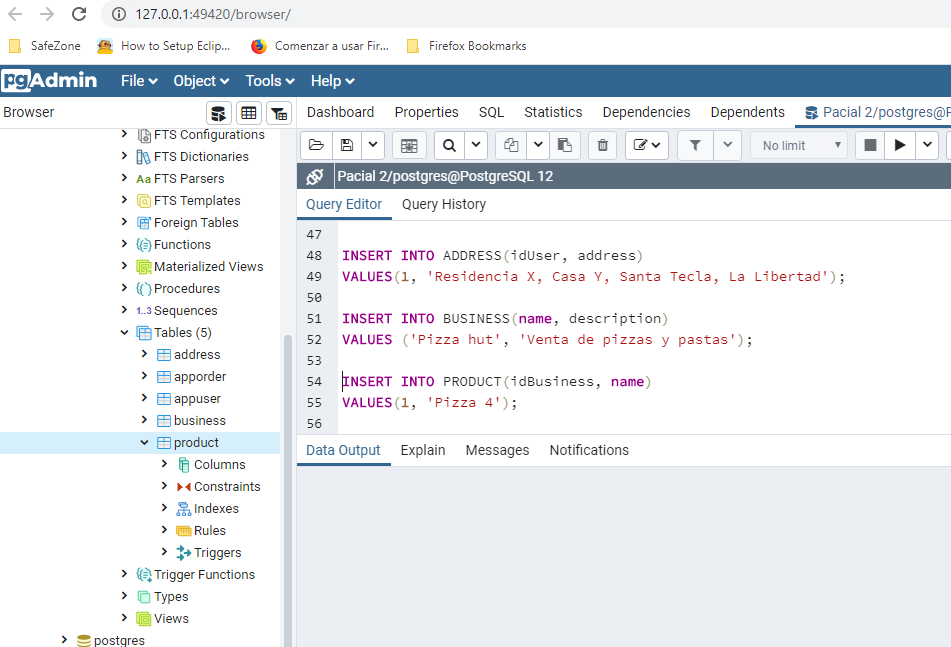 127.0.0.1:49420/browser/
SafeZone How to Setup Eclip... Comenzar a usar Fir... Firefox Bookmarks
pgAdmin File Object Tools Help
Browser
Dashboard Properties SQL Statistics Dependencies Dependents Pacial 2/postgres@P
No limit
Pacial 2/postgres@PostgreSQL 12
Query Editor Query History
FTS Configurations
FTS Dictionaries
Aa FTS Parsers
FTS Templates
Foreign Tables
Functions
Materialized Views
Procedures
1..3 Sequences
Tables (5)
address
apporder
appuser
business
product
Columns
Constraints
Indexes
Rules
Triggers
Trigger Functions
Types
Views
postgres
47
48 INSERT INTO ADDRESS(idUser, address)
49 VALUES(1, 'Residencia X, Casa Y, Santa Tecla, La Libertad');
50
51 INSERT INTO BUSINESS(name, description)
52 VALUES ('Pizza hut', 'Venta de pizzas y pastas');
53
54 INSERT INTO PRODUCT(idBusiness, name)
55 VALUES(1, 'Pizza 4');
56
Data Output Explain Messages Notifications